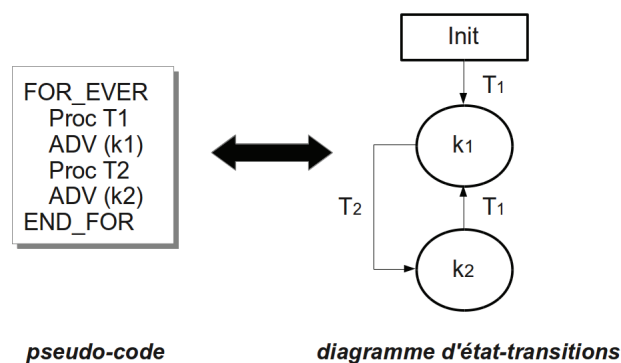 FOR_EVER
Proc T1
ADV (k1)
Proc T2
ADV (k2)
END_FOR
Init
T1
k1
T2
T1
k2
pseudo-code
diagramme d'état-transitions